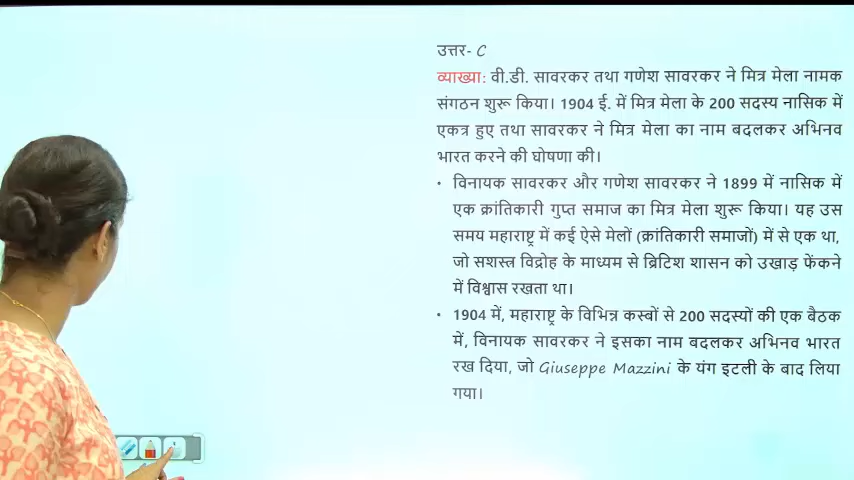 उत्तर- C
व्याख्या: वी.डी. सावरकर तथा गणेश सावरकर ने मित्र मेला नामक
संगठन शुरू किया। 1904 ई. में मित्र मेला के 200 सदस्य नासिक में
एकत्र हुए तथा सावरकर ने मित्र मेला का नाम बदलकर अभिनव
भारत करने की घोषणा की।
• विनायक सावरकर और गणेश सावरकर ने 1899 में नासिक में
एक क्रांतिकारी गुप्त समाज का मित्र मेला शुरू किया। यह उस
समय महाराष्ट्र में कई ऐसे मेलों (क्रांतिकारी समाजों) में से एक था,
जो सशस्त्र विद्रोह के माध्यम से ब्रिटिश शासन को उखाड़ फेंकने
में विश्वास रखता था।
• 1904 में, महाराष्ट्र के विभिन्न कस्बों से 200 सदस्यों की एक बैठक
में, विनायक सावरकर ने इसका नाम बदलकर अभिनव भारत
रख दिया, जो Giuseppe Mazzini के यंग इटली के बाद लिया
गया।